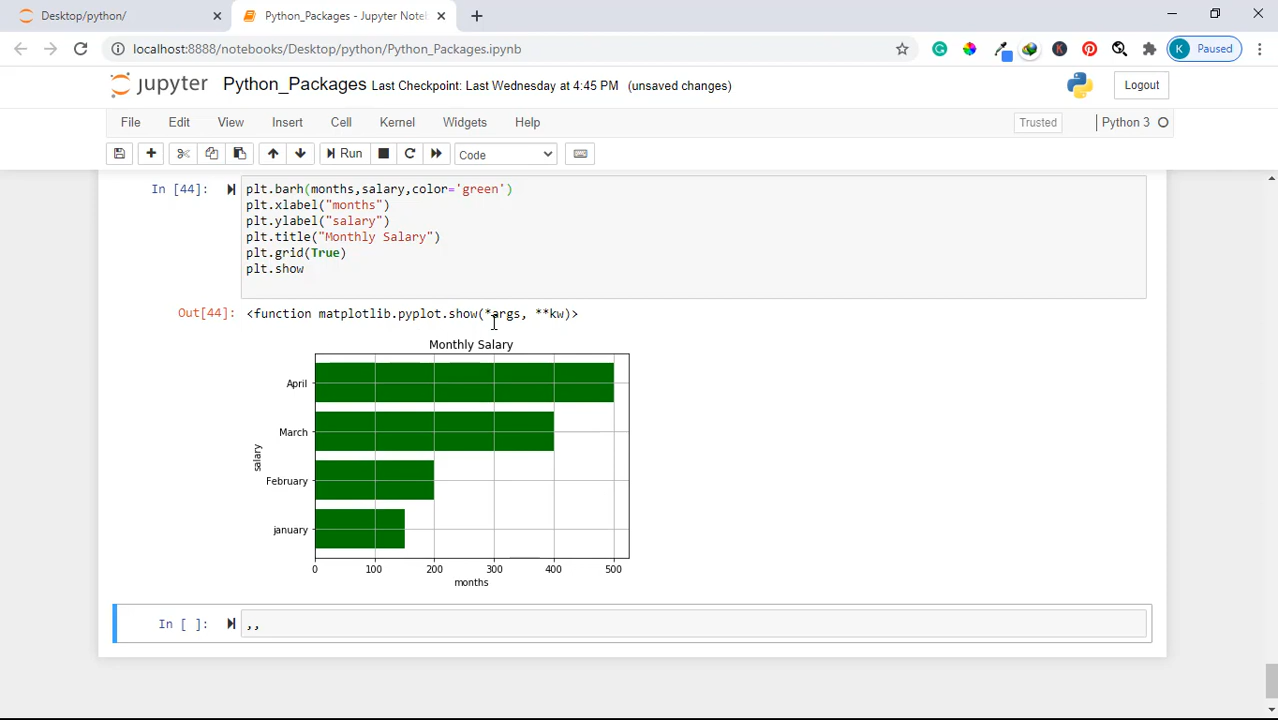 Desktop/python/
Python_Packages - Jupyter Noteb
localhost:8888/notebooks/Desktop/python/Python_Packages.ipynb
K Paused
jupyter Python_Packages Last Checkpoint: Last Wednesday at 4:45 PM (unsaved changes)
Logout
File Edit View Insert Cell Kernel Widgets Help
Trusted
Python 3
Run
Code
In [44]:
plt.barh(months,salary,color='green')
plt.xlabel("months")
plt.ylabel("salary")
plt.title("Monthly Salary")
plt.grid(True)
plt.show
Out[44]: <function matplotlib.pyplot.show(*args, **kw)>
Monthly Salary
April
March
salary
February
january
0 100 200 300 400 500
months
In [ ]: ,,